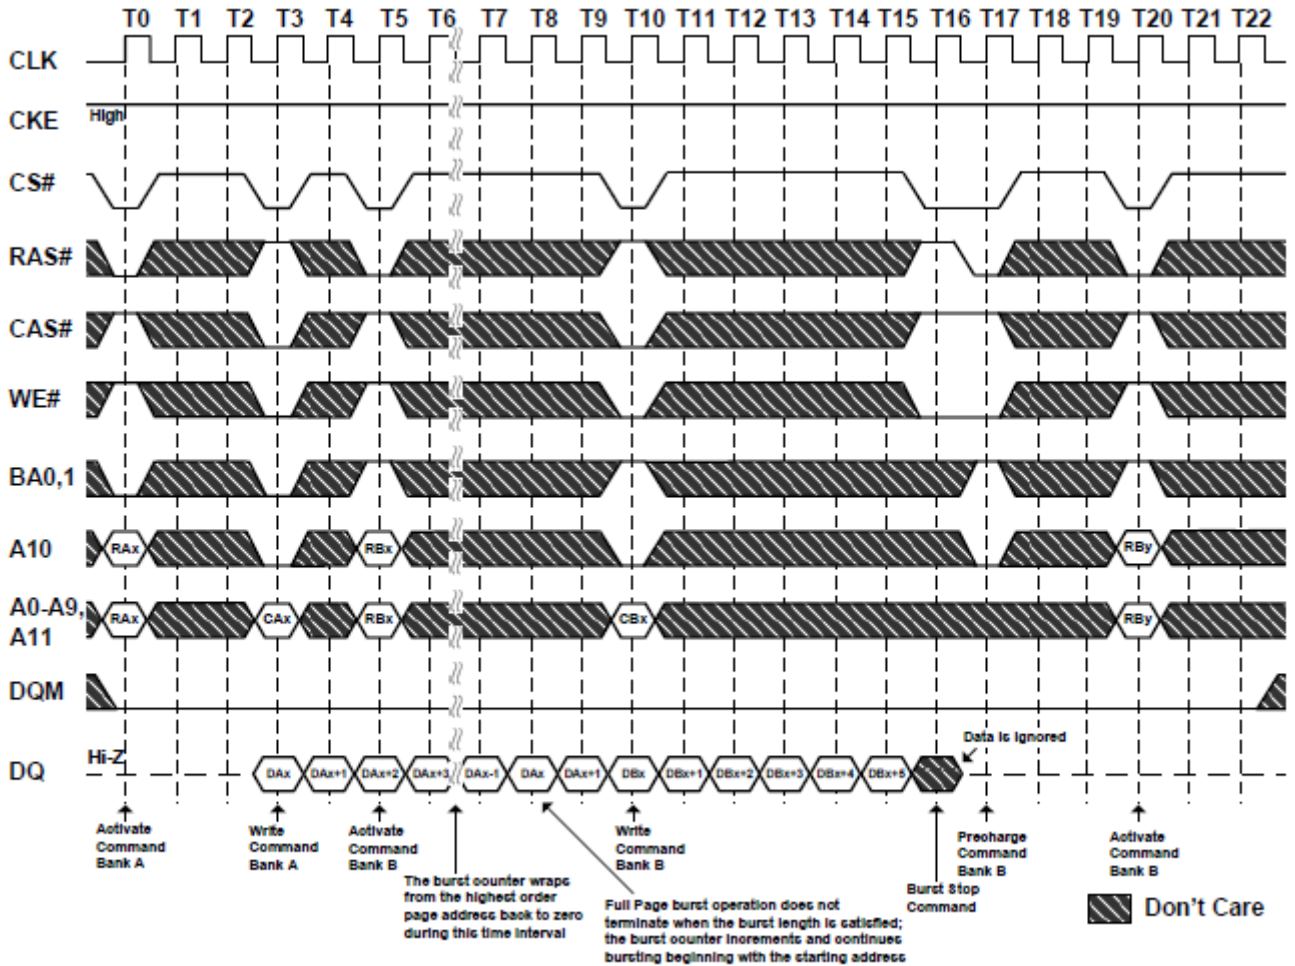 T0 T1 T2 T3 T4 T5 T6 T7 T8 T9 T10 T11 T12 T13 T14 T15 T16 T17 T18 T19 T20 T21 T22
CLK
CKE High
CS#
RAS#
CAS#
WE#
BA0,1
A10 RAx RBx RBy
A0-A9,
A11 RAx CAx RBx CBx RBy
DQM
Data is Ignored
DQ Hi-Z DAx DAx+1 DAx+2 DAx+3 DAx-1 DAx DAx+1 DBx DBx+1 DBx+2 DBx+3 DBx+4 DBx+5
Activate
Command
Bank A
Write
Command
Bank A
Activate
Command
Bank B
The burst counter wraps
from the highest order
page address back to zero
during this time interval
Write
Command
Bank B
Full Page burst operation does not
terminate when the burst length is satisfied;
the burst counter increments and continues
bursting beginning with the starting address
Burst Stop
Command
Precharge
Command
Bank B
Activate
Command
Bank B
Don't Care